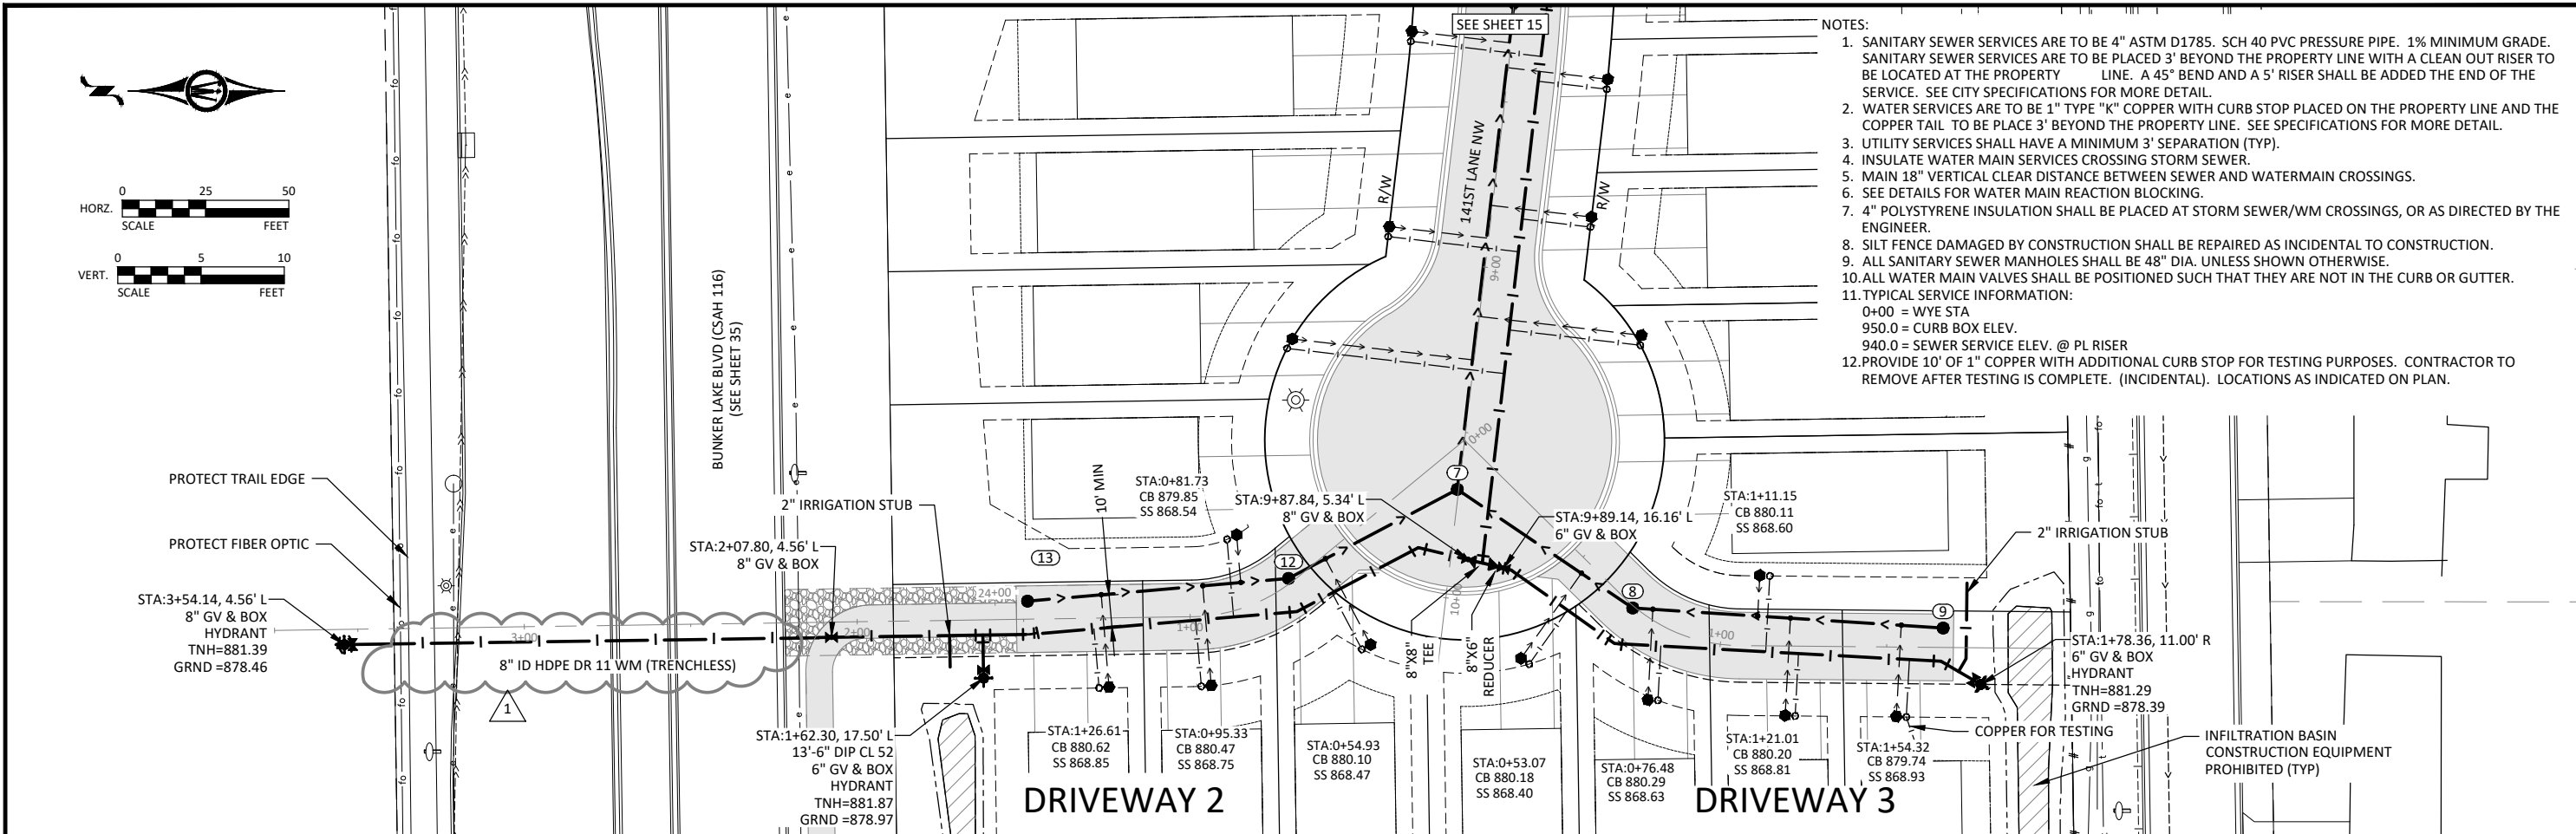 SEE SHEET 15
NOTES:
1. SANITARY SEWER SERVICES ARE TO BE 4" ASTM D1785. SCH 40 PVC PRESSURE PIPE. 1% MINIMUM GRADE.
SANITARY SEWER SERVICES ARE TO BE PLACED 3' BEYOND THE PROPERTY LINE WITH A CLEAN OUT RISER TO
BE LOCATED AT THE PROPERTY LINE. A 45° BEND AND A 5' RISER SHALL BE ADDED THE END OF THE
SERVICE. SEE CITY SPECIFICATIONS FOR MORE DETAIL.
2. WATER SERVICES ARE TO BE 1" TYPE "K" COPPER WITH CURB STOP PLACED ON THE PROPERTY LINE AND THE
COPPER TAIL TO BE PLACE 3' BEYOND THE PROPERTY LINE. SEE SPECIFICATIONS FOR MORE DETAIL.
3. UTILITY SERVICES SHALL HAVE A MINIMUM 3' SEPARATION (TYP).
4. INSULATE WATER MAIN SERVICES CROSSING STORM SEWER.
5. MAIN 18" VERTICAL CLEAR DISTANCE BETWEEN SEWER AND WATERMAIN CROSSINGS.
6. SEE DETAILS FOR WATER MAIN REACTION BLOCKING.
7. 4" POLYSTYRENE INSULATION SHALL BE PLACED AT STORM SEWER/WM CROSSINGS, OR AS DIRECTED BY THE
ENGINEER.
8. SILT FENCE DAMAGED BY CONSTRUCTION SHALL BE REPAIRED AS INCIDENTAL TO CONSTRUCTION.
9. ALL SANITARY SEWER MANHOLES SHALL BE 48" DIA. UNLESS SHOWN OTHERWISE.
10.ALL WATER MAIN VALVES SHALL BE POSITIONED SUCH THAT THEY ARE NOT IN THE CURB OR GUTTER.
11.TYPICAL SERVICE INFORMATION:
0+00 = WYE STA
950.0 = CURB BOX ELEV.
940.0 = SEWER SERVICE ELEV. @ PL RISER
12.PROVIDE 10' OF 1" COPPER WITH ADDITIONAL CURB STOP FOR TESTING PURPOSES. CONTRACTOR TO
REMOVE AFTER TESTING IS COMPLETE. (INCIDENTAL). LOCATIONS AS INDICATED ON PLAN.
0 25 50
HORZ.
SCALE FEET
0 5 10
VERT.
SCALE FEET
BUNKER LAKE BLVD (CSAH 116)
(SEE SHEET 35)
141ST LANE NW
R/W
R/W
9+00
0+00
10+00
PROTECT TRAIL EDGE
PROTECT FIBER OPTIC
STA:3+54.14, 4.56' L
8" GV & BOX
HYDRANT
TNH=881.39
GRND =878.46
3+00
8" ID HDPE DR 11 WM (TRENCHLESS)
1
2" IRRIGATION STUB
STA:2+07.80, 4.56' L
8" GV & BOX
2+00
24+00
13
10' MIN
1+00
STA:0+81.73
CB 879.85
SS 868.54
12
STA:9+87.84, 5.34' L
8" GV & BOX
7
STA:9+89.14, 16.16' L
6" GV & BOX
8"X8"
TEE
8"X6"
REDUCER
8
STA:1+11.15
CB 880.11
SS 868.60
1+00
9
2" IRRIGATION STUB
STA:1+78.36, 11.00' R
6" GV & BOX
HYDRANT
TNH=881.29
GRND =878.39
COPPER FOR TESTING
INFILTRATION BASIN
CONSTRUCTION EQUIPMENT
PROHIBITED (TYP)
STA:1+62.30, 17.50' L
13'-6" DIP CL 52
6" GV & BOX
HYDRANT
TNH=881.87
GRND =878.97
STA:1+26.61
CB 880.62
SS 868.85
STA:0+95.33
CB 880.47
SS 868.75
STA:0+54.93
CB 880.10
SS 868.47
STA:0+53.07
CB 880.18
SS 868.40
STA:0+76.48
CB 880.29
SS 868.63
STA:1+21.01
CB 880.20
SS 868.81
STA:1+54.32
CB 879.74
SS 868.93
DRIVEWAY 2
DRIVEWAY 3